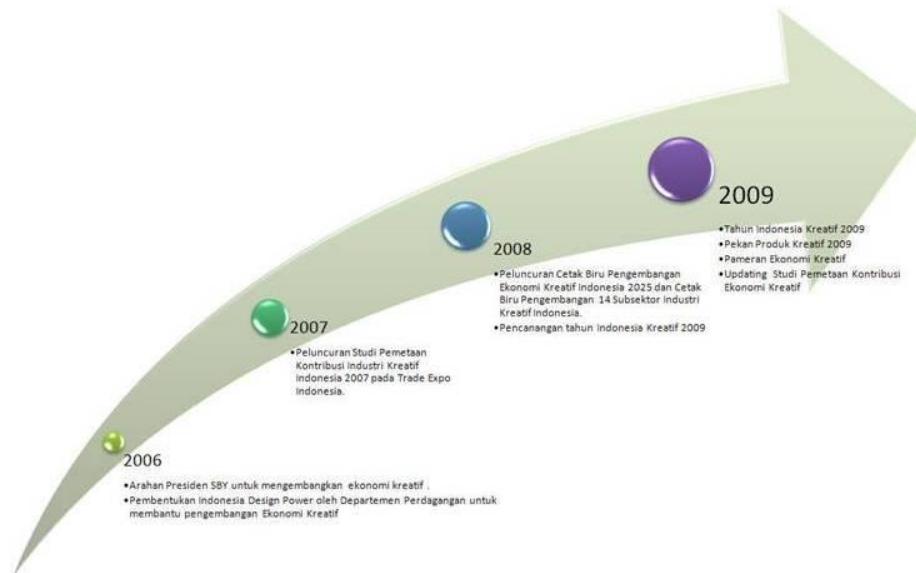 2006
•Arahan Presiden SBY untuk mengembangkan ekonomi kreatif .
•Pembentukan Indonesia Design Power oleh Departemen Perdagangan untuk
membantu pengembangan Ekonomi Kreatif
2007
•Peluncuran Studi Pemetaan
Kontribusi Industri Kreatif
Indonesia 2007 pada Trade Expo
Indonesia.
2008
•Peluncuran Cetak Biru Pengembangan
Ekonomi Kreatif Indonesia 2025 dan Cetak
Biru Pengembangan 14 Subsektor Industri
Kreatif Indonesia.
•Pencanangan tahun Indonesia Kreatif 2009
2009
•Tahun Indonesia Kreatif 2009
•Pekan Produk Kreatif 2009
•Pameran Ekonomi Kreatif
•Updating Studi Pemetaan Kontribusi
Ekonomi Kreatif